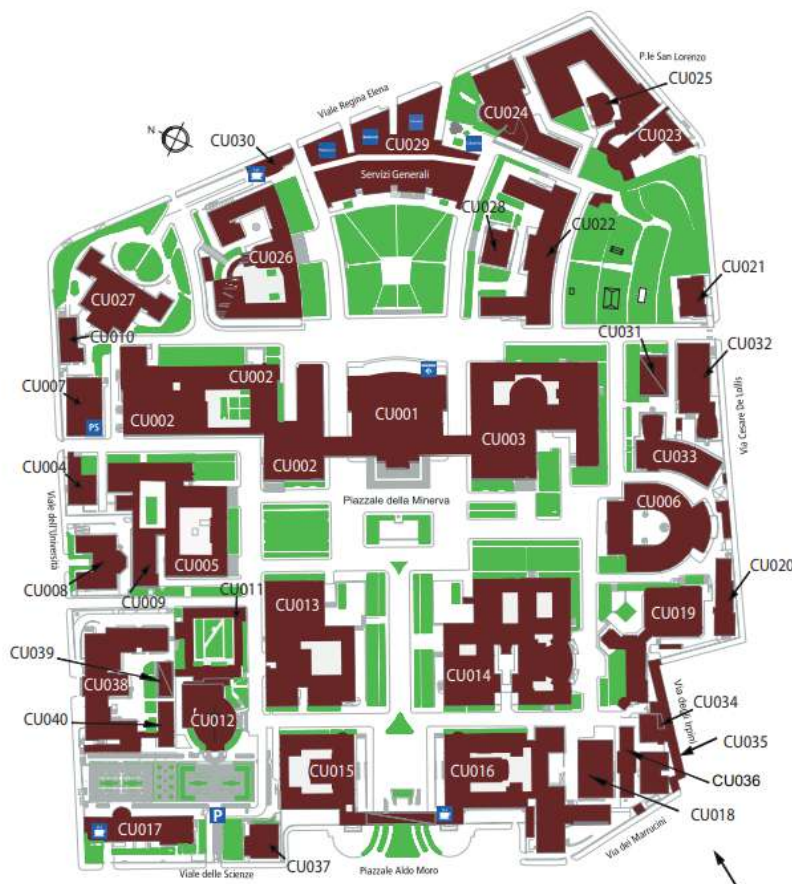 P.le San Lorenzo
CU025
Viale Regina Elena
CU024
N
CU030
CU029
CU023
Servizi Generali
CU028
CU022
CU026
CU021
CU027
CU010
CU031
CU032
CU002
CU007
CU002
CU001
CU003
PS
CU002
Via Cesare De Lollis
CU033
CU004
CU006
Piazzale della Minerva
Viale dell'Università
CU005
CU008
CU009
CU011
CU013
CU020
CU019
CU039
CU038
CU014
CU034
CU040
CU012
Via degli Irpini
CU035
CU015
CU016
CU036
CU018
P
CU017
CU037
Via dei Marrucini
Viale delle Scienze
Piazzale Aldo Moro